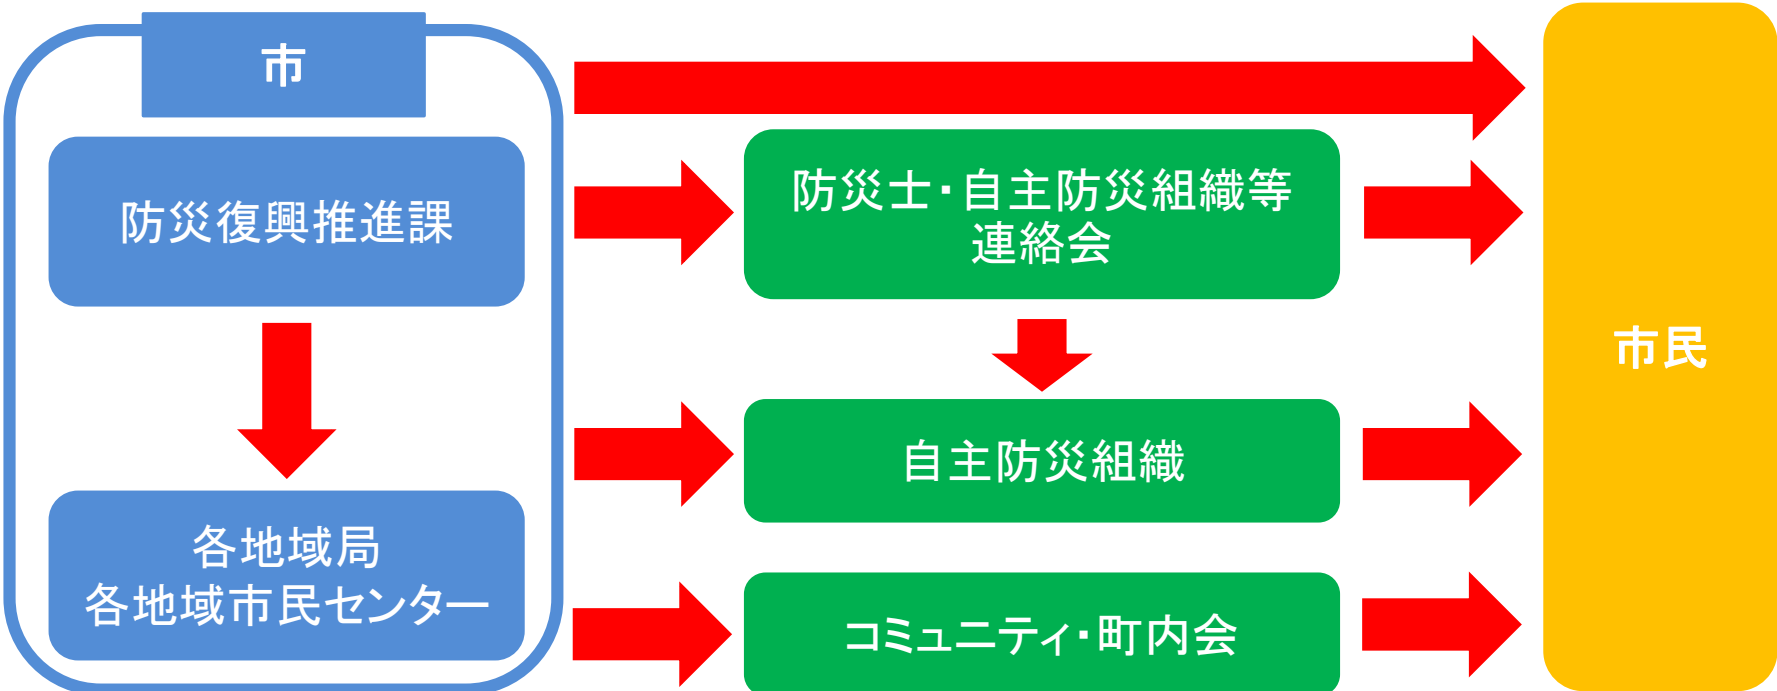 市
防災復興推進課
各地域局
各地域市民センター
防災士・自主防災組織等
連絡会
自主防災組織
コミュニティ・町内会
市民